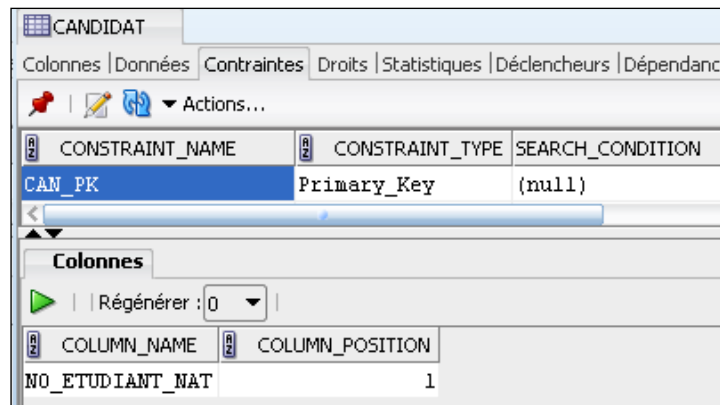 CANDIDAT
Colonnes | Données | Contraintes Droits | Statistiques | Déclencheurs | Dépendanc
Actions...
CONSTRAINT_NAME CONSTRAINT_TYPE SEARCH_CONDITION
CAN_PK Primary_Key (null)
Colonnes
Régénérer : 0
COLUMN_NAME COLUMN_POSITION
NO_ETUDIANT_NAT 1